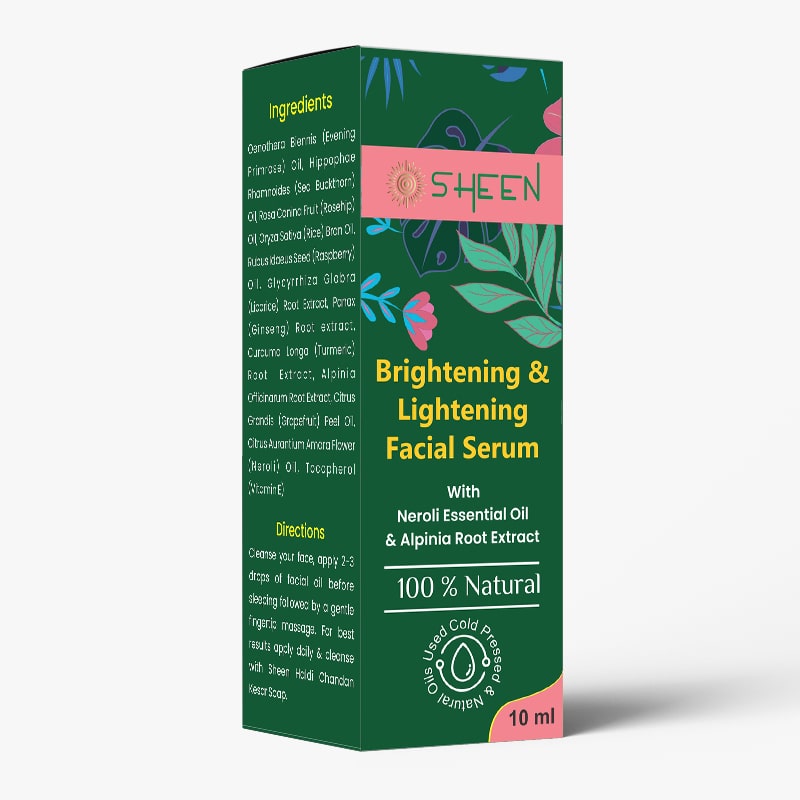 Ingredients
Oenothera Biennis (Evening
Primrose) Oil, Hippophae
Rhamnoides (Sea Buckthorn)
Oil, Rosa Canina Fruit (Rosehip)
Oil, Oryza Sativa (Rice) Bran Oil,
Rubus Idaeus Seed (Raspberry)
Oil, Glycyrrhiza Glabra
(Licorice) Root Extract, Panax
(Ginseng) Root extract,
Curcuma Longa (Turmeric)
Root Extract, Alpinia
Officinarum Root Extract, Citrus
Grandis (Grapefruit) Peel Oil,
Citrus Aurantium Amara Flower
(Neroli) Oil, Tocopherol
(Vitamin E)
Directions
Cleanse your face, apply 2-3
drops of facial oil before
sleeping followed by a gentle
fingertip massage. For best
results apply daily & cleanse
with Sheen Haldi Chandan
Kesar Soap.
SHEEN
Brightening &
Lightening
Facial Serum
With
Neroli Essential Oil
& Alpinia Root Extract
100 % Natural
Cold Pressed & Natural Oils Used
10 ml